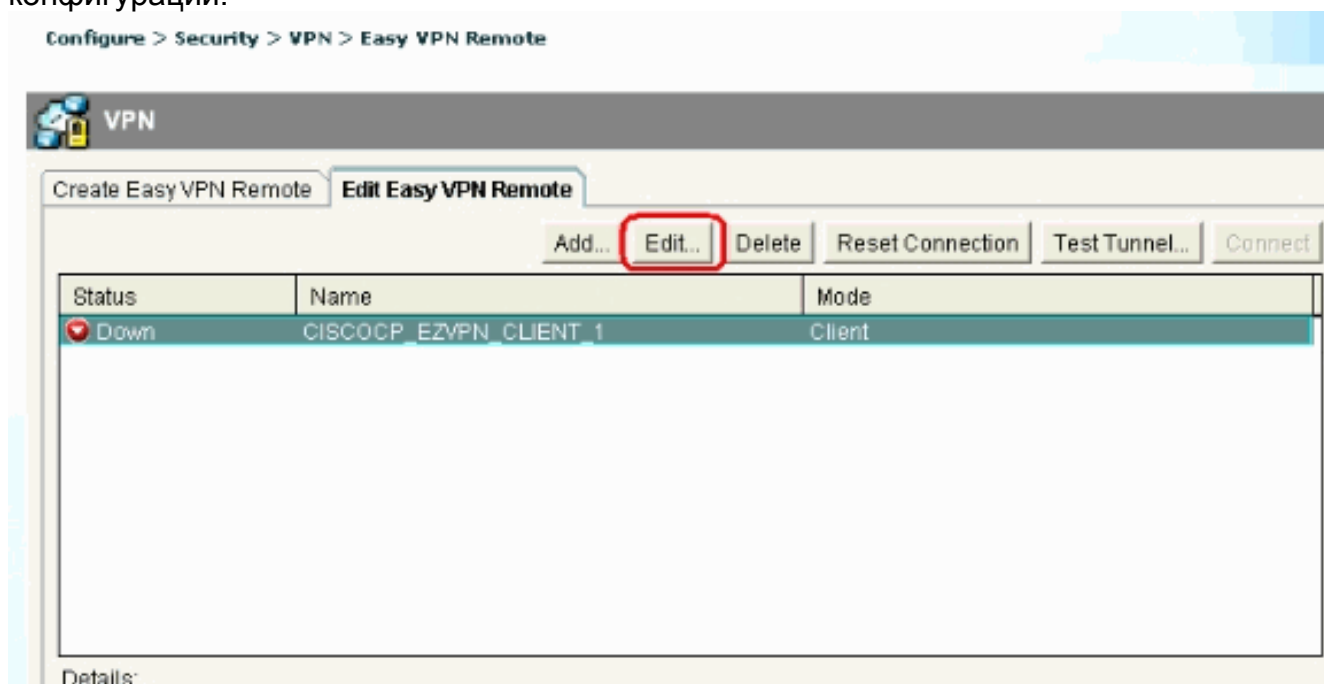 конфигурации.
Configure > Security > VPN > Easy VPN Remote
VPN
Create Easy VPN Remote Edit Easy VPN Remote
Add... Edit... Delete Reset Connection Test Tunnel... Connect
Status Name Mode
Down CISCOCP_EZVPN_CLIENT_1 Client
Details: